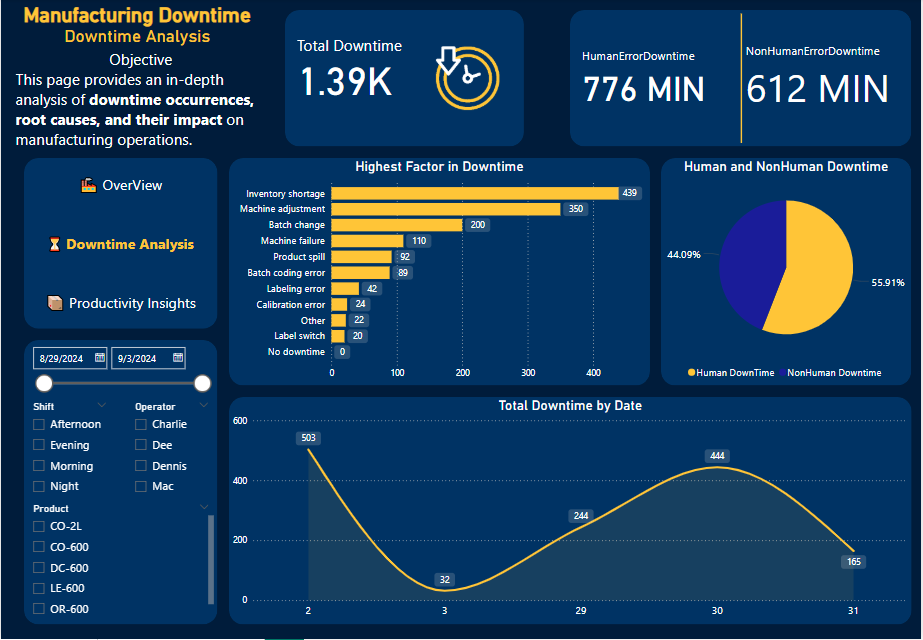 Manufacturing Downtime
Downtime Analysis
Objective
This page provides an in-depth
analysis of downtime occurrences,
root causes, and their impact on
manufacturing operations.
Total Downtime
1.39K
HumanErrorDowntime
776 MIN
NonHumanErrorDowntime
612 MIN
OverView
Downtime Analysis
Productivity Insights
8/29/2024 9/3/2024
Shift Operator
Afternoon Charlie
Evening Dee
Morning Dennis
Night Mac
Product
CO-2L
CO-600
DC-600
LE-600
OR-600
Highest Factor in Downtime
Inventory shortage 439
Machine adjustment 350
Batch change 200
Machine failure 110
Product spill 92
Batch coding error 89
Labeling error 42
Calibration error 24
Other 22
Label switch 20
No downtime 0
0 100 200 300 400
Human and NonHuman Downtime
44.09%
55.91%
Human DownTime NonHuman Downtime
Total Downtime by Date
600
503
444
400
244
200
165
32
0
2 3 29 30 31